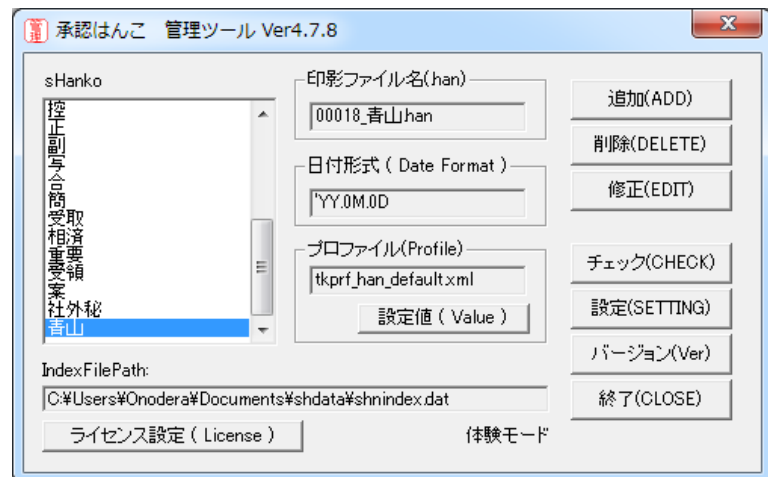 管理
承認はんこ 管理ツール Ver4.7.8
sHanko
控
正
副
写
合
簡
受取
相済
重要
受領
案
社外秘
青山
印影ファイル名(.han)
00018_青山.han
日付形式 ( Date Format )
'YY.0M.0D
プロファイル(Profile)
tkprf_han_default.xml
設定値 ( Value )
追加(ADD)
削除(DELETE)
修正(EDIT)
チェック(CHECK)
設定(SETTING)
バージョン(Ver)
終了(CLOSE)
IndexFilePath:
C:¥Users¥Onodera¥Documents¥shdata¥shnindex.dat
ライセンス設定 ( License )
体験モード